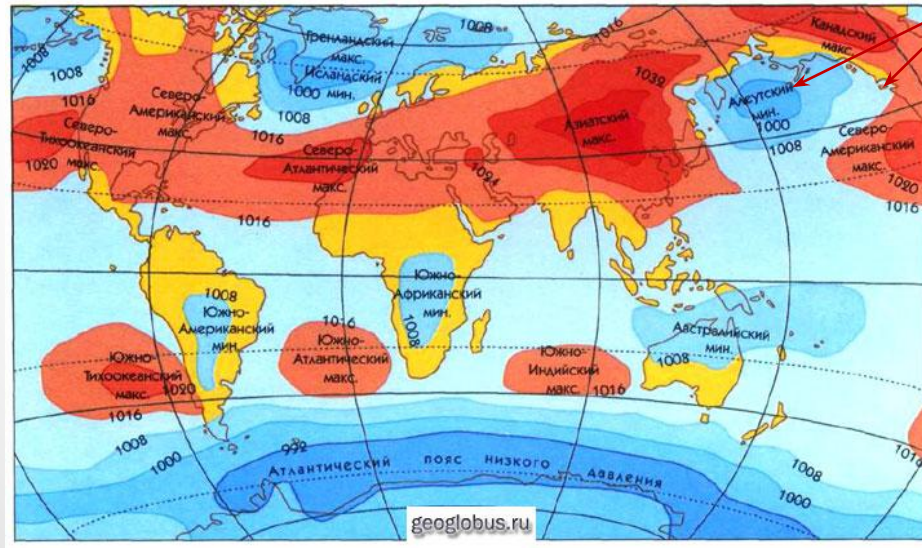 1008
1008
1008
1016
Канадский
макс.
Гренландский
макс.
Исландский
мин.
1000
1008
1032
Алеутский
мин.
1000
1008
1016
Северо-
Американский
макс.
1016
Северо-
Тихоокеанский
макс.
1020
Северо-
Атлантический
макс.
1024
Азиатский
макс.
Северо-
Американский
макс.
1020
1016
1016
1008
Южно-
Американский
мин.
Южно-
Африканский
мин.
1008
Австралийский
мин.
1008
Южно-
Тихоокеанский
макс.
1020
1016
1016
Южно-
Атлантический
макс.
Южно-
Индийский
макс.
1016
1016
1008
1000
992
1008
1000
Атлантический пояс низкого давления
geoglobus.ru